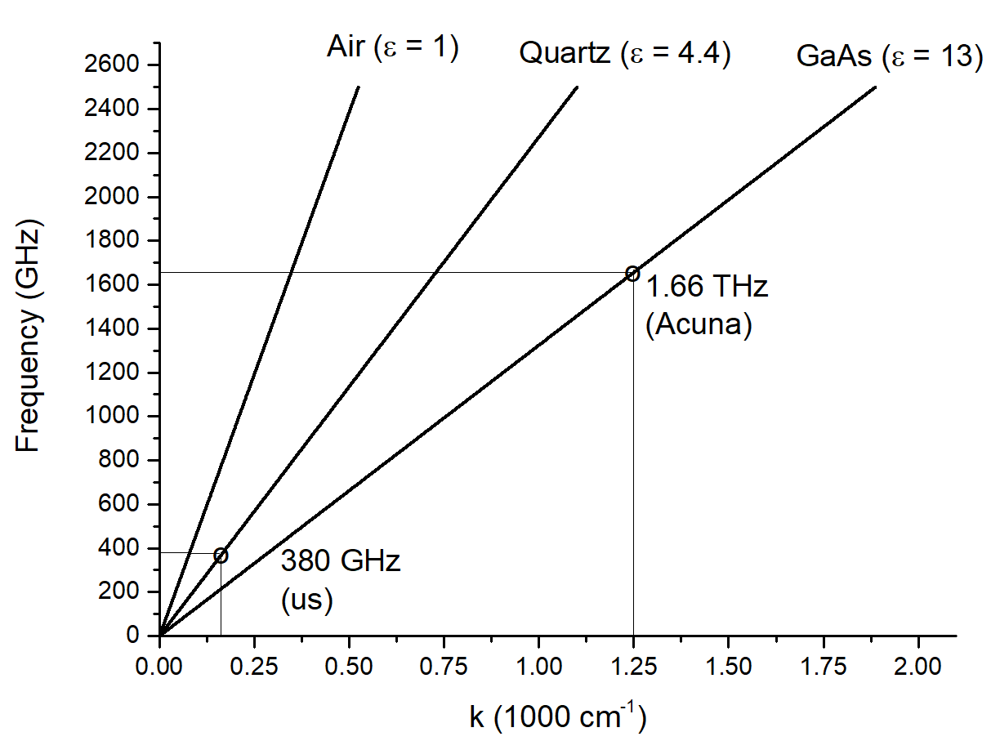 Air (ε = 1)
Quartz (ε = 4.4)
GaAs (ε = 13)
2600
2400
2200
2000
1800
1600
1400
1200
1000
800
600
400
200
0
Frequency (GHz)
1.66 THz
(Acuna)
380 GHz
(us)
0.00 0.25 0.50 0.75 1.00 1.25 1.50 1.75 2.00
k (1000 cm⁻¹)